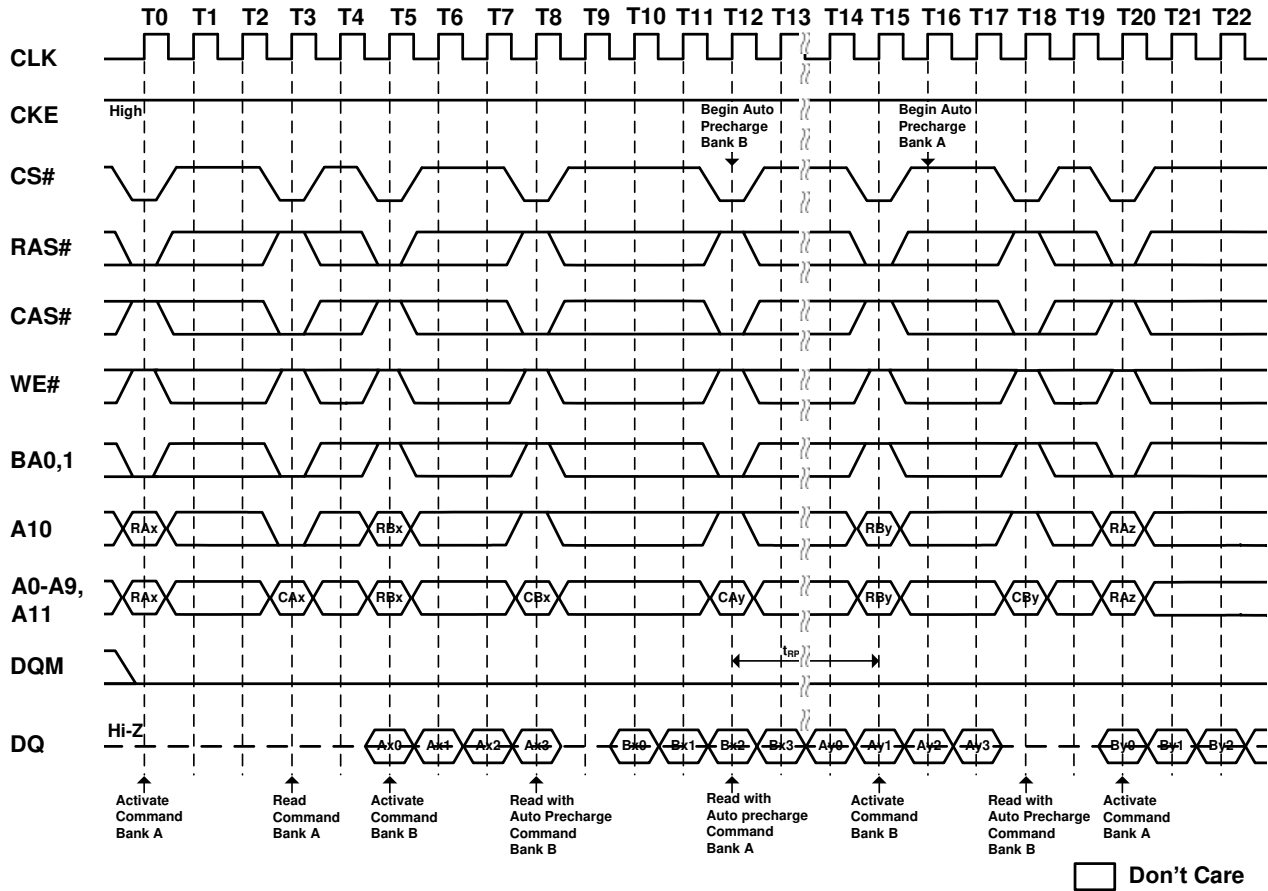 T0 T1 T2 T3 T4 T5 T6 T7 T8 T9 T10 T11 T12 T13 T14 T15 T16 T17 T18 T19 T20 T21 T22
CLK
CKE
High
Begin Auto
Precharge
Bank B
Begin Auto
Precharge
Bank A
CS#
RAS#
CAS#
WE#
BA0,1
A10
RAx RBx RBy RAz
A0-A9,
A11
RAx CAx RBx CBx CAy RBy CBy RAz
DQM
tRP
DQ
Hi-Z
Ax0 Ax1 Ax2 Ax3 Bx0 Bx1 Bx2 Bx3 Ay0 Ay1 Ay2 Ay3 By0 By1 By2
Activate
Command
Bank A
Read
Command
Bank A
Activate
Command
Bank B
Read with
Auto Precharge
Command
Bank B
Read with
Auto precharge
Command
Bank A
Activate
Command
Bank B
Read with
Auto Precharge
Command
Bank B
Activate
Command
Bank A
Don't Care